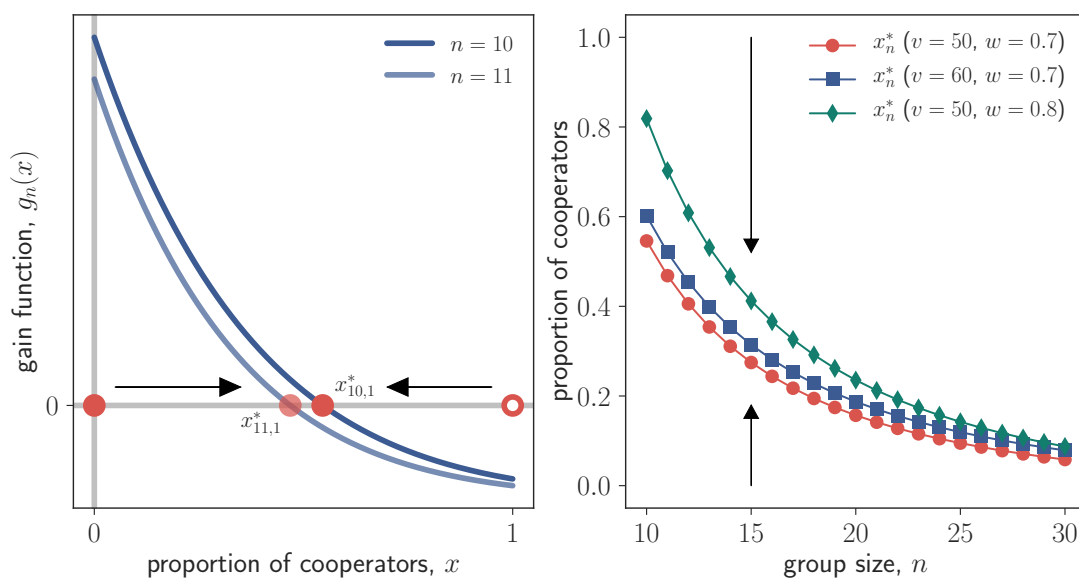 gain function, $g_n(x)$
0
0
1
proportion of cooperators, $x$
$n = 10$
$n = 11$
$x^*_{10,1}$
$x^*_{11,1}$
proportion of cooperators
1.0
0.8
0.6
0.4
0.2
0.0
10
15
20
25
30
group size, $n$
$x^*_n$ ($v = 50$, $w = 0.7$)
$x^*_n$ ($v = 60$, $w = 0.7$)
$x^*_n$ ($v = 50$, $w = 0.8$)